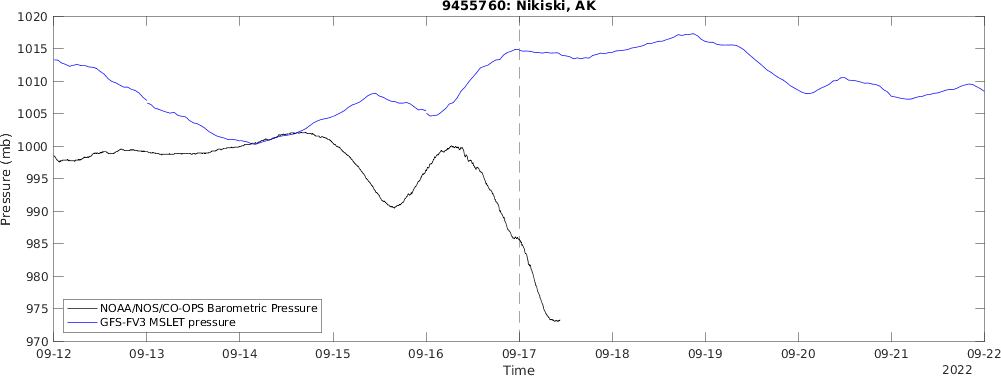 9455760: Nikiski, AK
1020
1015
1010
1005
1000
995
990
985
980
975
970
Pressure (mb)
NOAA/NOS/CO-OPS Barometric Pressure
GFS-FV3 MSLET pressure
09-12 09-13 09-14 09-15 09-16 09-17 09-18 09-19 09-20 09-21 09-22
Time
2022